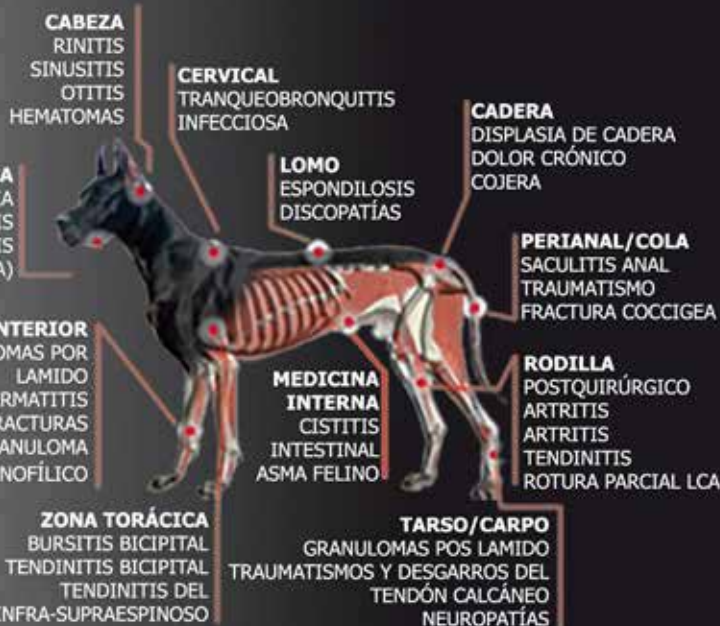 CABEZA
RINITIS
SINUSITIS
OTITIS
HEMATOMAS
CERVICAL
TRANQUEOBRONQUITIS
INFECCIOSA
LOMO
ESPONDILOSIS
DISCOPATÍAS
CADERA
DISPLASIA DE CADERA
DOLOR CRÓNICO
COJERA
PERIANAL/COLA
SACULITIS ANAL
TRAUMATISMO
FRACTURA COCCIGEA
LAMIDO
MEDICINA
INTERNA
CISTITIS
INTESTINAL
ASMA FELINO
RODILLA
POSTQUIRÚRGICO
ARTRITIS
ARTRITIS
TENDINITIS
ROTURA PARCIAL LCA
ZONA TORÁCICA
BURSITIS BICIPITAL
TENDINITIS BICIPITAL
TENDINITIS DEL
INFRA-SUPRAESPINOSO
TARSO/CARPO
GRANULOMAS POS LAMIDO
TRAUMATISMOS Y DESGARROS DEL
TENDÓN CALCÁNEO
NEUROPATÍAS